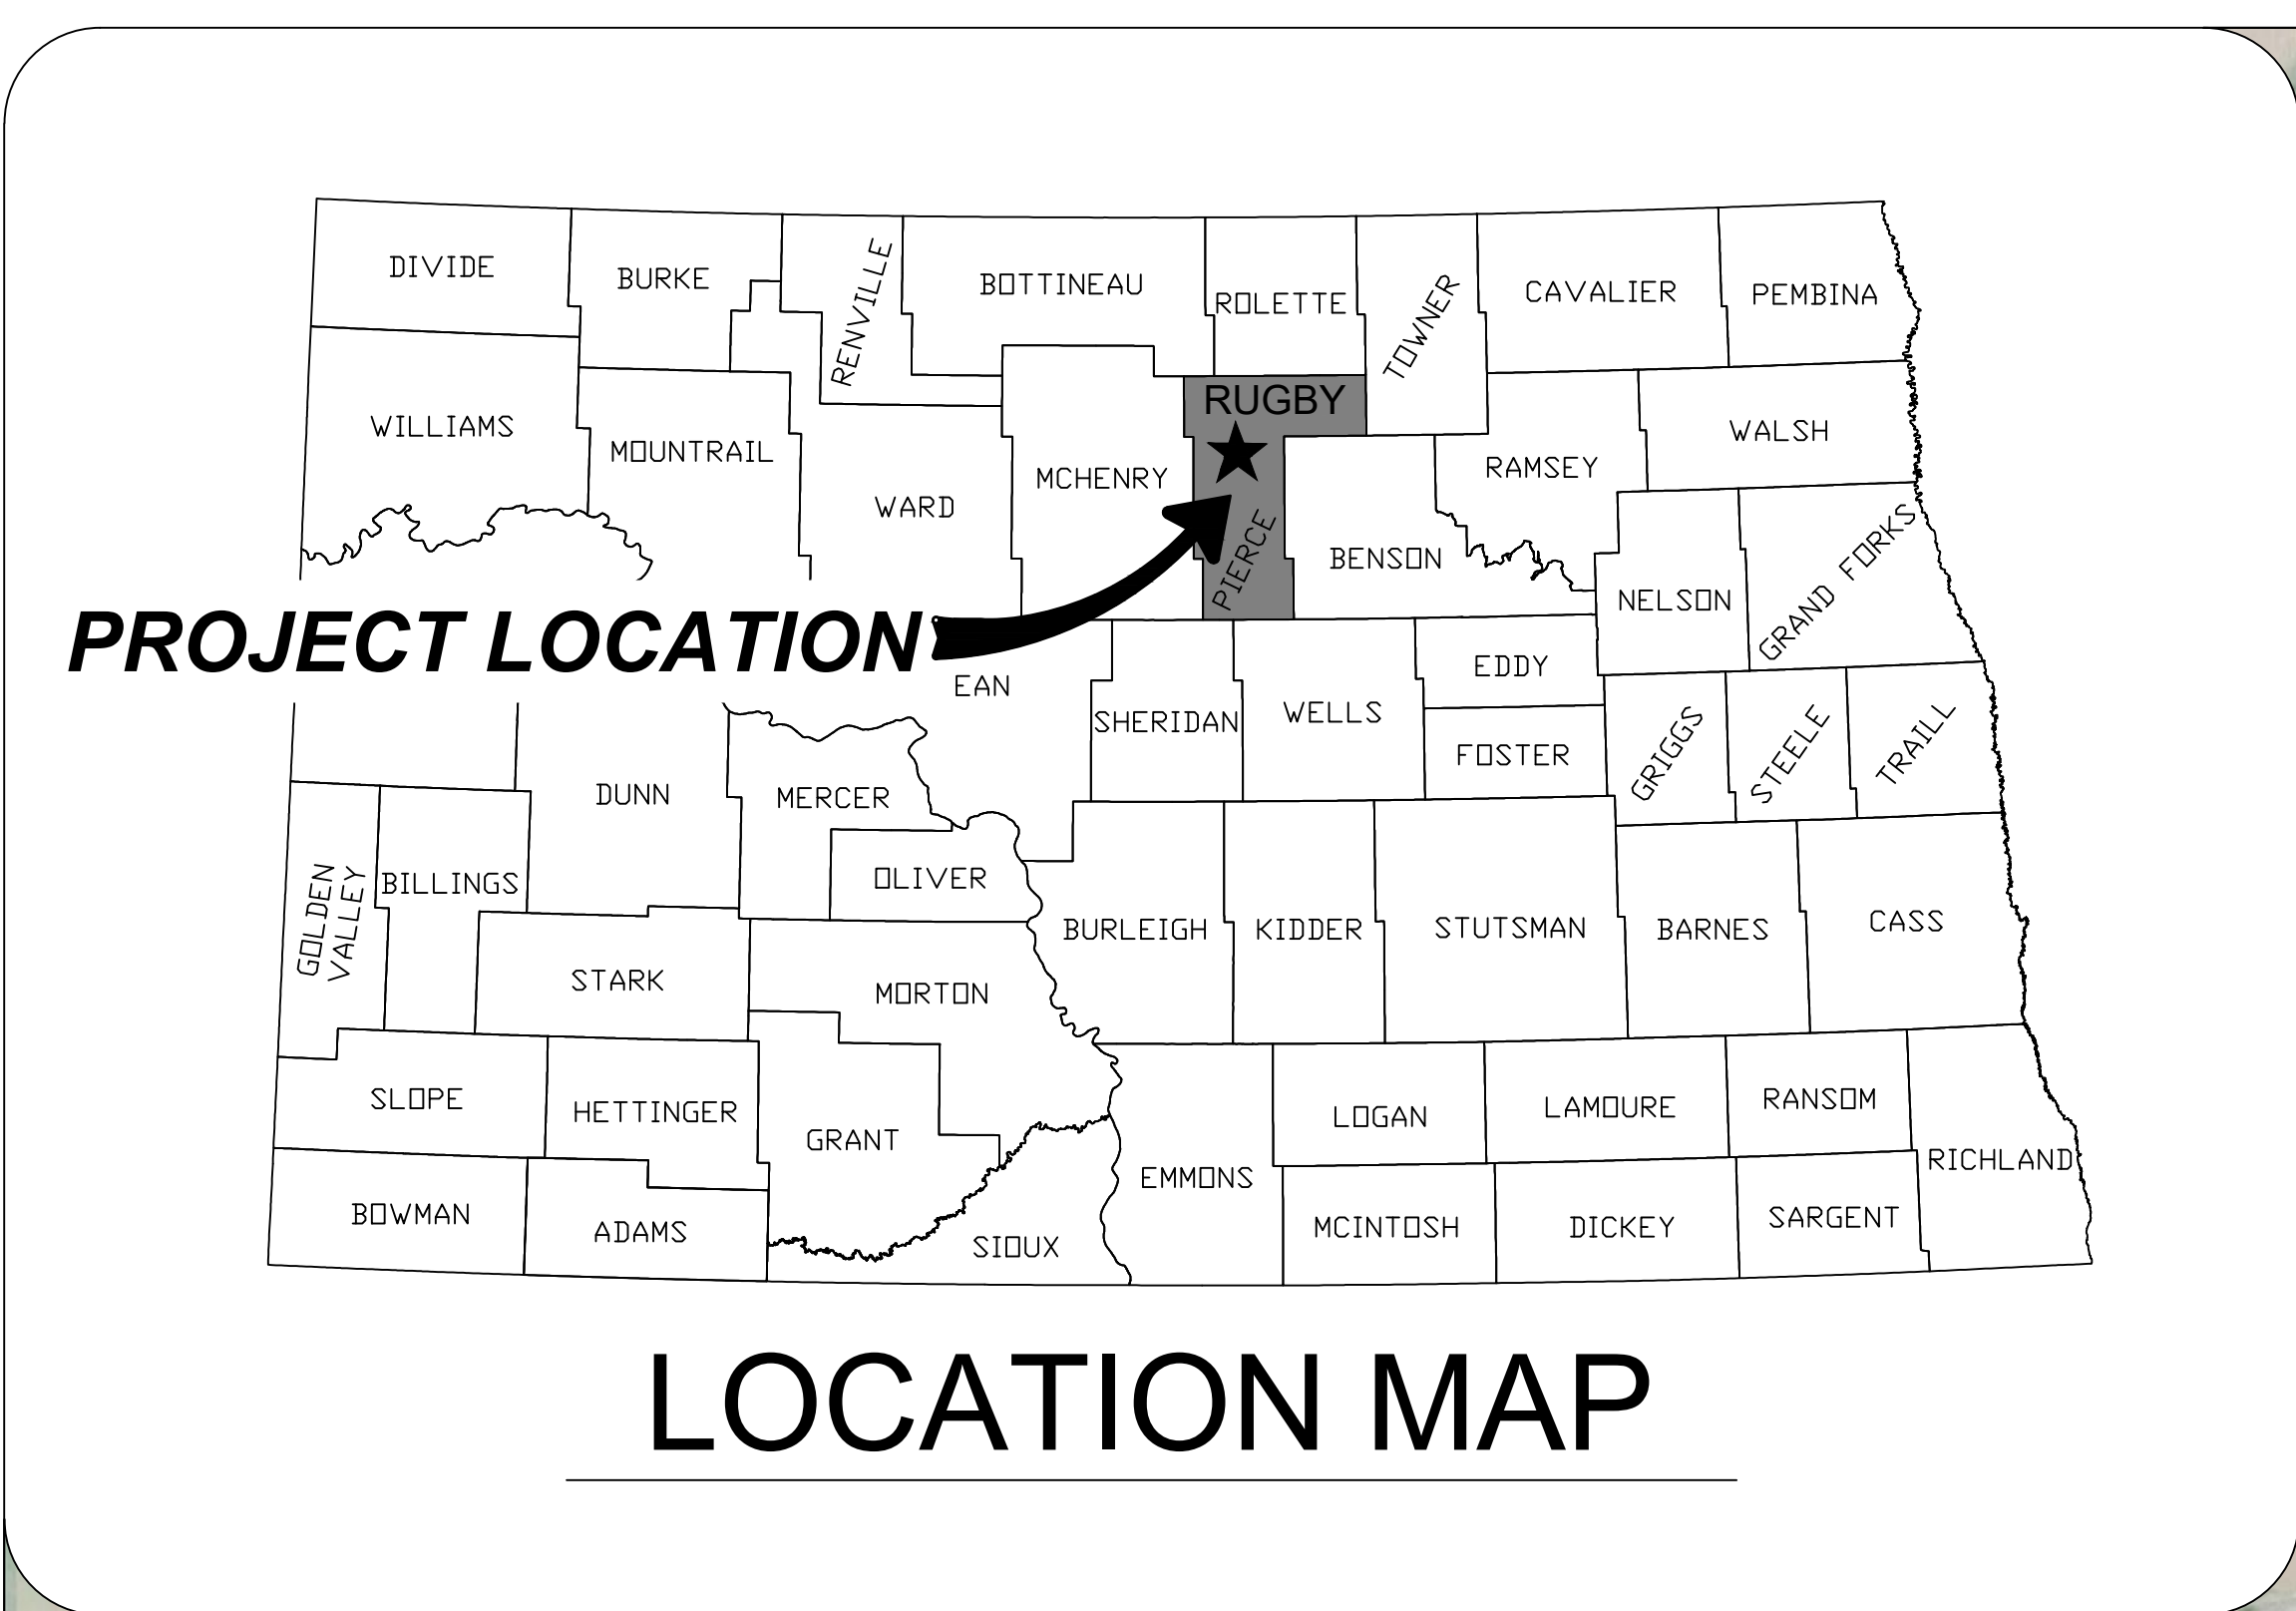 DIVIDE
BURKE
RENVILLE
BOTTINEAU
ROLETTE
TOWNER
CAVALIER
PEMBINA
WILLIAMS
MOUNTRAIL
WARD
MCHENRY
RUGBY
PIERCE
BENSON
RAMSEY
WALSH
NELSON
GRAND FORKS
PROJECT LOCATION
EAN
SHERIDAN
WELLS
EDDY
FOSTER
GRIGGS
STEELE
TRAILL
DUNN
MERCER
OLIVER
GOLDEN
VALLEY
BILLINGS
STARK
MORTON
BURLEIGH
KIDDER
STUTSMAN
BARNES
CASS
SLOPE
HETTINGER
GRANT
EMMONS
LOGAN
LAMOURE
RANSOM
RICHLAND
BOWMAN
ADAMS
SIOUX
MCINTOSH
DICKEY
SARGENT
LOCATION MAP